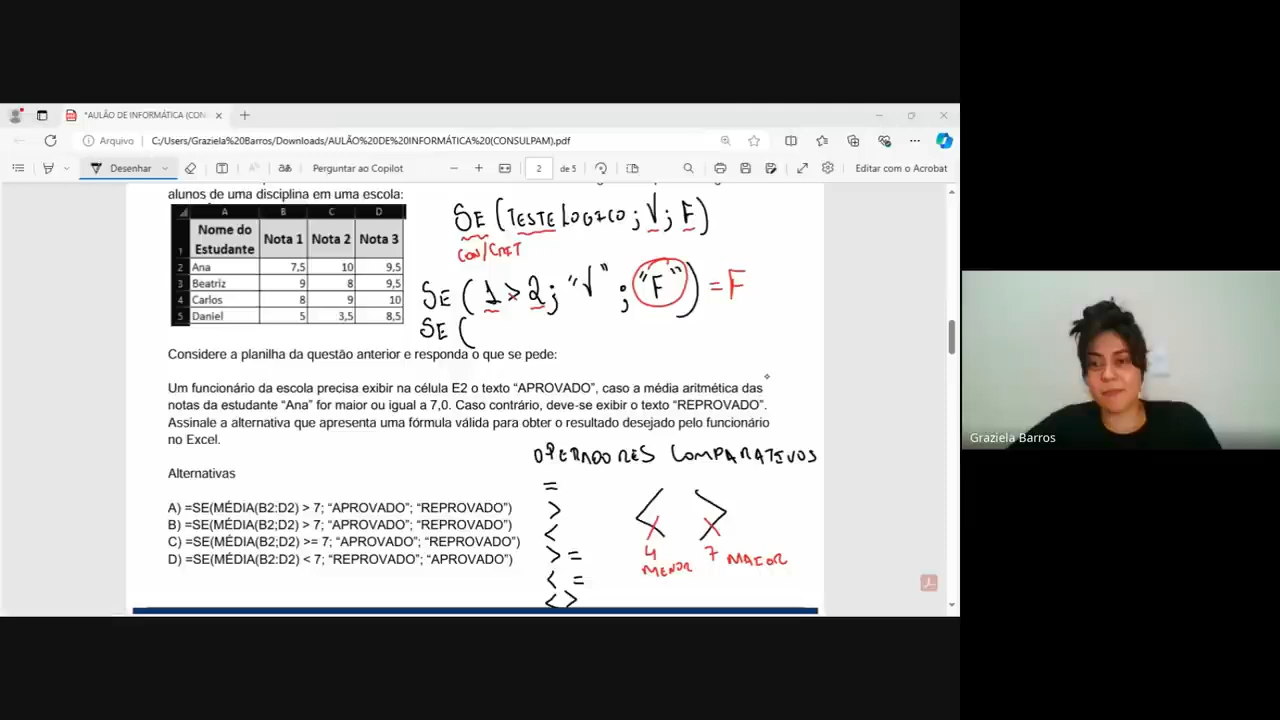 *AULÃO DE INFORMÁTICA (CON
Arquivo
C:/Users/Graziela%20Barros/Downloads/AULÃO%20DE%20INFORMÁTICA%20(CONSULPAM).pdf
Desenhar
Perguntar ao Copilot
2
de 5
Editar com o Acrobat
alunos de uma disciplina em uma escola:
A B C D
1 Nome do Estudante Nota 1 Nota 2 Nota 3
2 Ana 7,5 10 9,5
3 Beatriz 9 8 9,5
4 Carlos 8 9 10
5 Daniel 5 3,5 8,5
SE (TESTE LOGICO; V; F)
CON/CRIT
SE ( 1 > 2; "V" ; "F" ) = F
SE (
Considere a planilha da questão anterior e responda o que se pede:
Um funcionário da escola precisa exibir na célula E2 o texto “APROVADO”, caso a média aritmética das
notas da estudante “Ana” for maior ou igual a 7,0. Caso contrário, deve-se exibir o texto “REPROVADO”.
Assinale a alternativa que apresenta uma fórmula válida para obter o resultado desejado pelo funcionário
no Excel.
Alternativas
A) =SE(MÉDIA(B2:D2) > 7; “APROVADO”; “REPROVADO”)
B) =SE(MÉDIA(B2;D2) > 7; “APROVADO”; “REPROVADO”)
C) =SE(MÉDIA(B2:D2) >= 7; “APROVADO”; “REPROVADO”)
D) =SE(MÉDIA(B2:D2) < 7; “REPROVADO”; “APROVADO”)
OPERADORES COMPARATIVOS
=
>
<
> =
< =
<>
< >
4 7
MENOR MAIOR
Graziela Barros